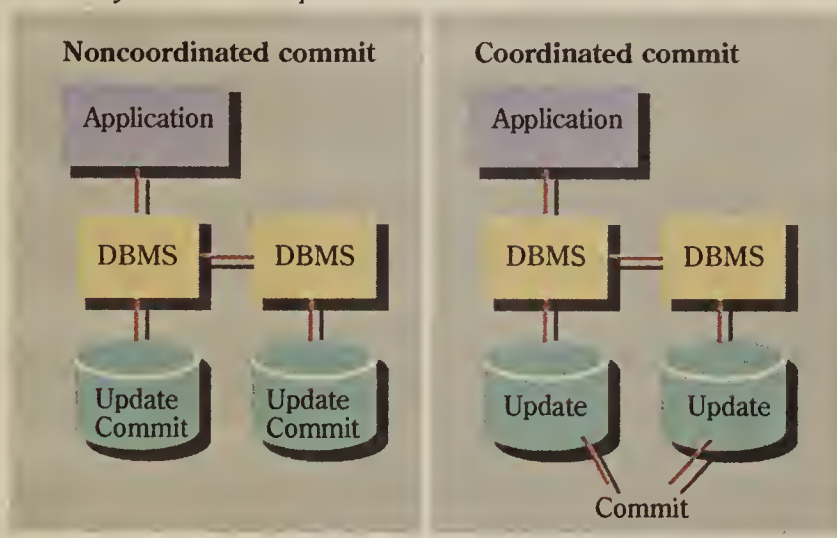 Noncoordinated commit
Application
DBMS
DBMS
Update
Commit
Update
Commit
Coordinated commit
Application
DBMS
DBMS
Update
Update
Commit